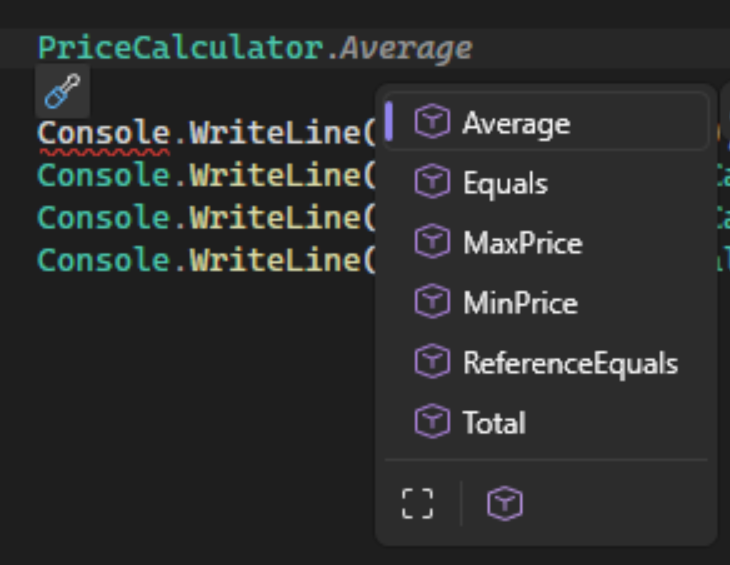 PriceCalculator.Average
Console.WriteLine(
Console.WriteLine(
Console.WriteLine(
Console.WriteLine(
Average
Equals
MaxPrice
MinPrice
ReferenceEquals
Total